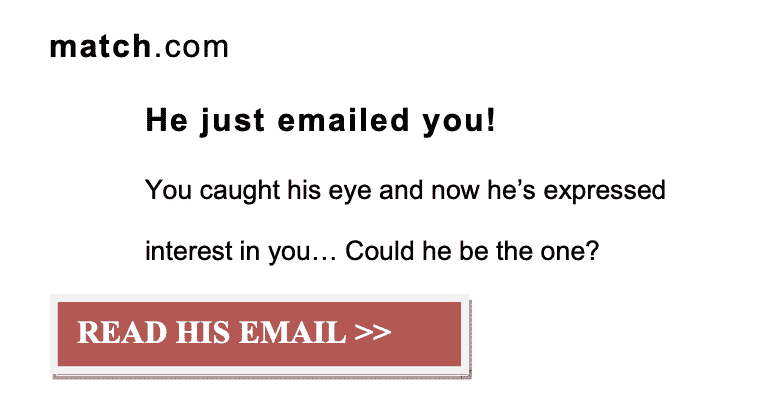 match.com
He just emailed you!
You caught his eye and now he’s expressed
interest in you… Could he be the one?
READ HIS EMAIL >>